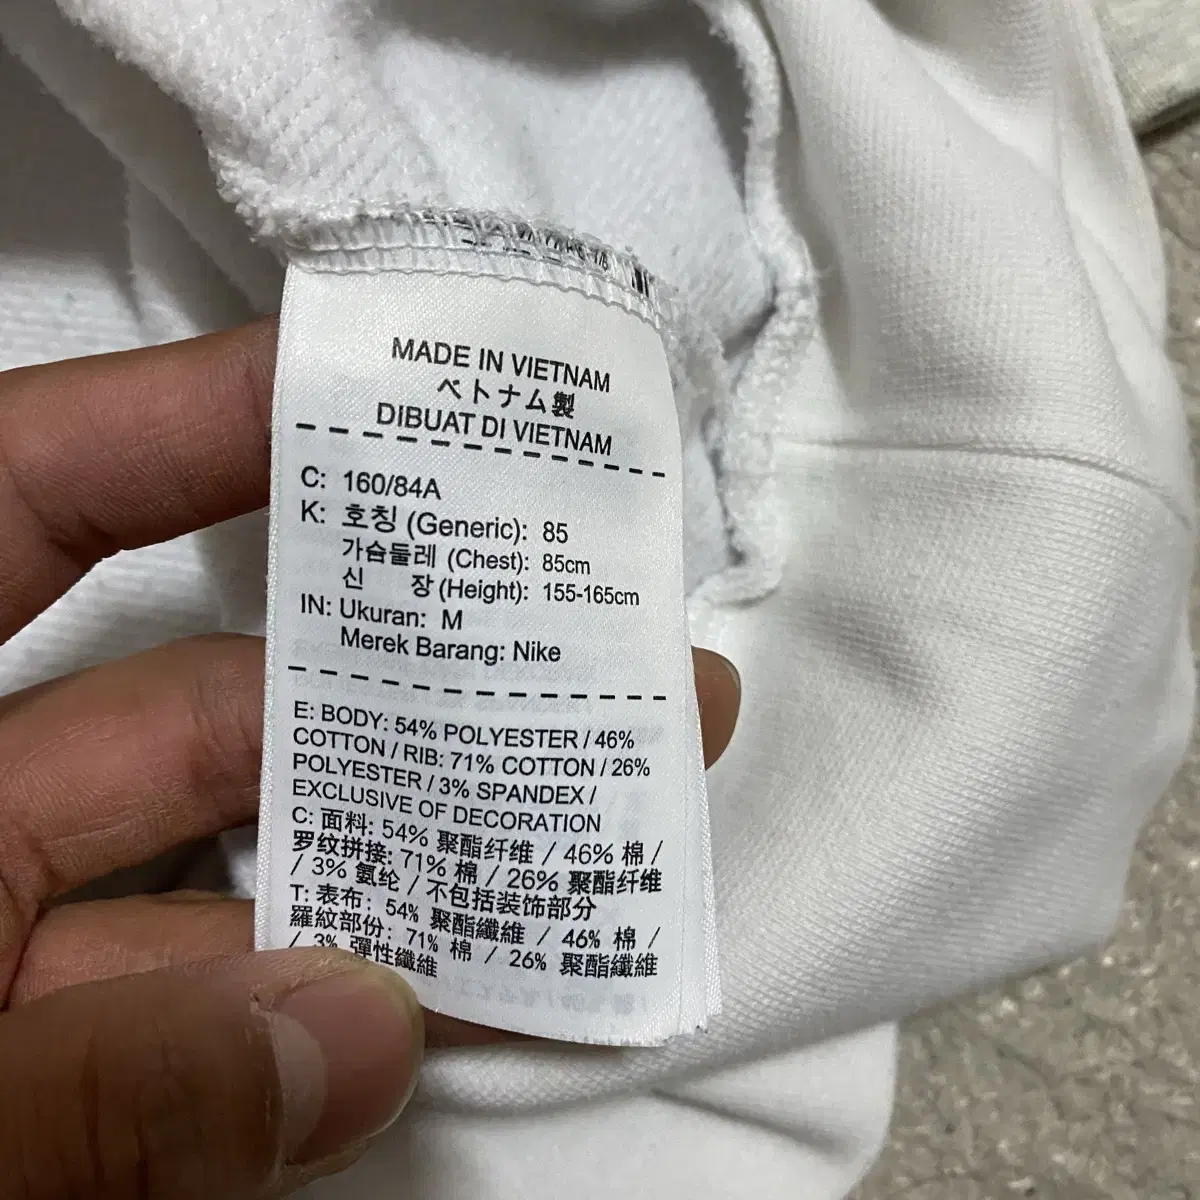 MADE IN VIETNAM
ベトナム製
DIBUAT DI VIETNAM
C: 160/84A
K: 호칭 (Generic): 85
가슴둘레 (Chest): 85cm
신 장 (Height): 155-165cm
IN: Ukuran: M
Merek Barang: Nike
E: BODY: 54% POLYESTER / 46%
COTTON / RIB: 71% COTTON / 26%
POLYESTER / 3% SPANDEX /
EXCLUSIVE OF DECORATION
C: 面料: 54% 聚酯纤维 / 46% 棉 /
罗纹拼接: 71% 棉 / 26% 聚酯纤维
/ 3% 氨纶 / 不包括装饰部分
T: 表布: 54% 聚酯纖維 / 46% 棉 /
羅紋部份: 71% 棉 / 26% 聚酯纖維
/ 3% 彈性纖維